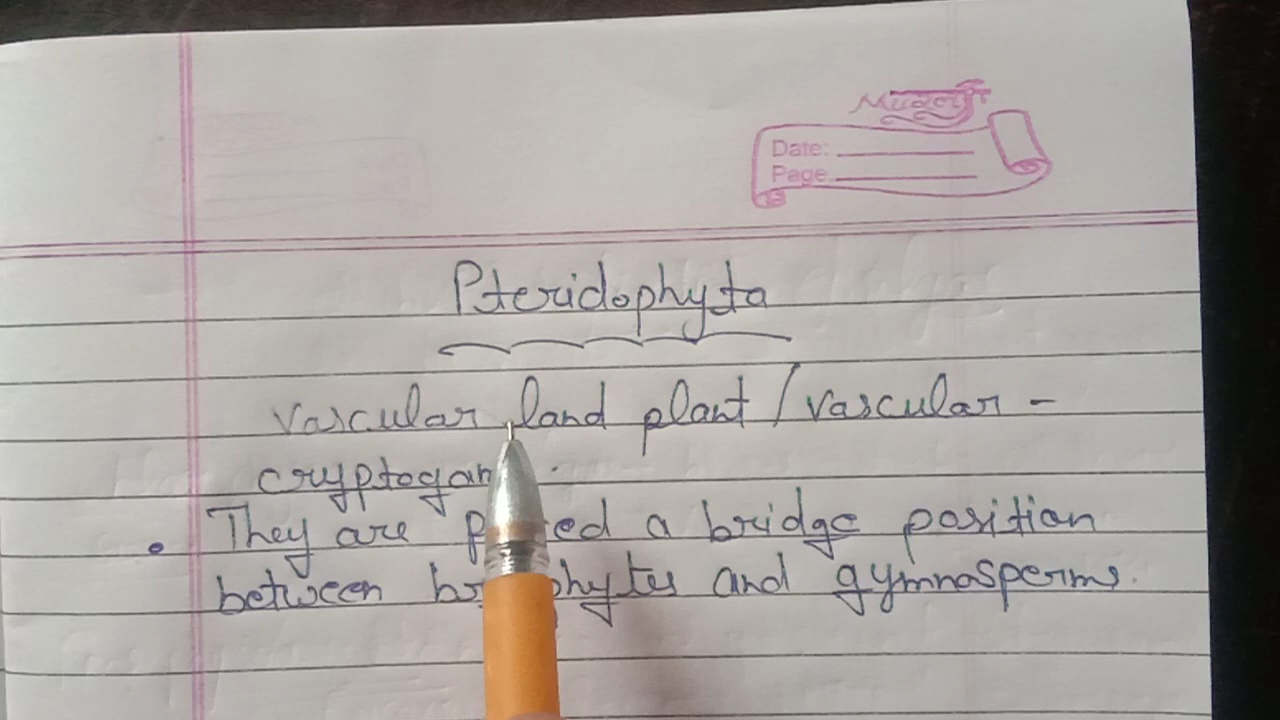 Date:
Page
Pteridophyta
Vascular land plant / vascular -
cryptogam.
• They are a bridge position
between and gymnosperms.